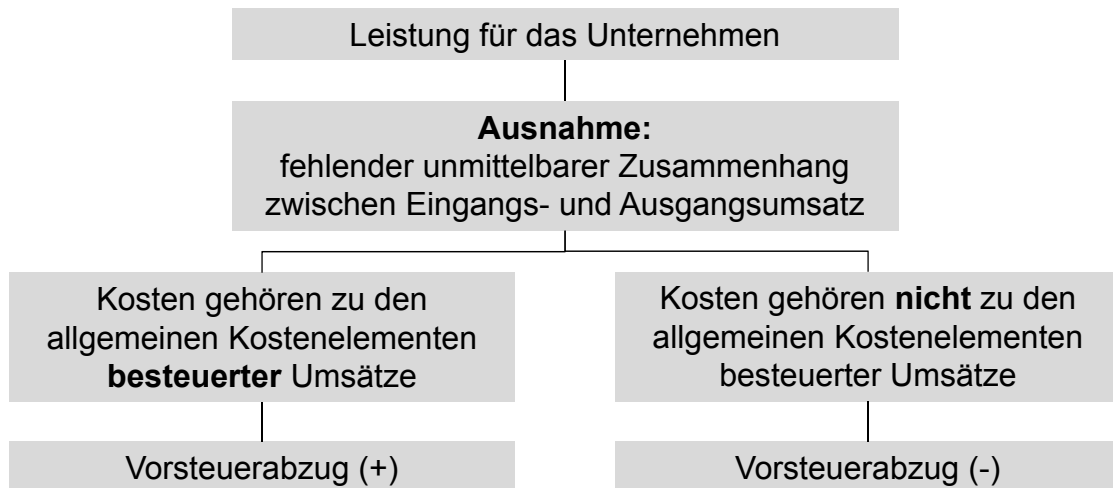 Leistung für das Unternehmen
Ausnahme:
fehlender unmittelbarer Zusammenhang
zwischen Eingangs- und Ausgangsumsatz
Kosten gehören zu den
allgemeinen Kostenelementen
besteuerter Umsätze
Kosten gehören nicht zu den
allgemeinen Kostenelementen
besteuerter Umsätze
Vorsteuerabzug (+)
Vorsteuerabzug (-)